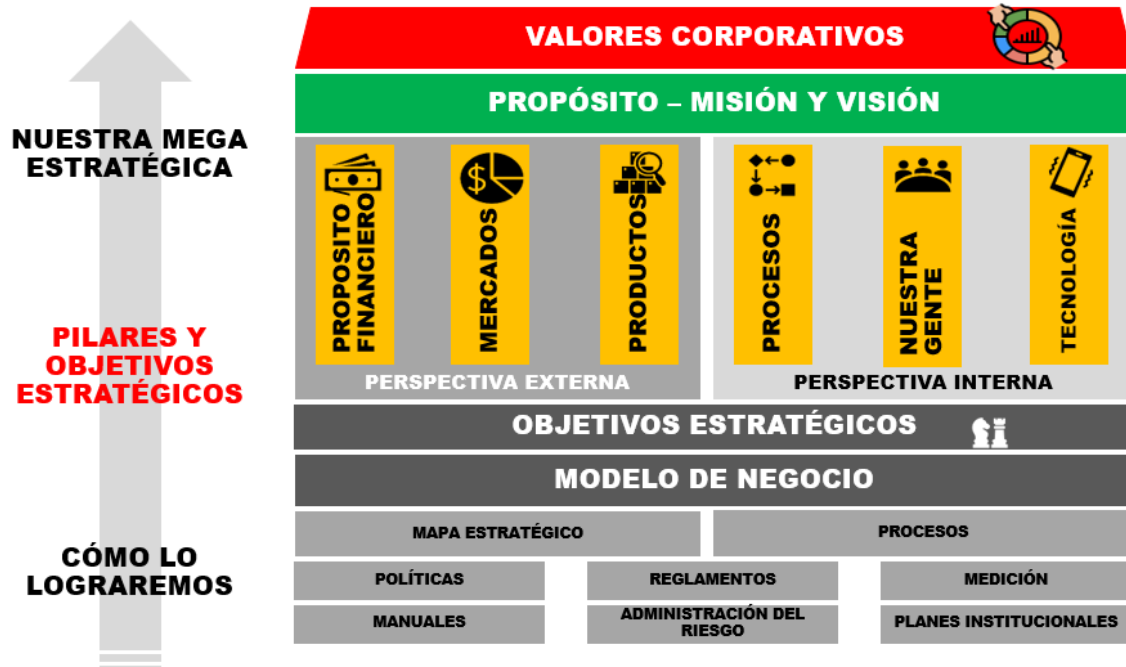 VALORES CORPORATIVOS
PROPÓSITO – MISIÓN Y VISIÓN
NUESTRA MEGA
ESTRATÉGICA
PROPOSITO
FINANCIERO
MERCADOS
PRODUCTOS
PROCESOS
NUESTRA
GENTE
TECNOLOGÍA
PILARES Y
OBJETIVOS
ESTRATÉGICOS
PERSPECTIVA EXTERNA
PERSPECTIVA INTERNA
OBJETIVOS ESTRATÉGICOS
MODELO DE NEGOCIO
CÓMO LO
LOGRAREMOS
MAPA ESTRATÉGICO
PROCESOS
POLÍTICAS
REGLAMENTOS
MEDICIÓN
MANUALES
ADMINISTRACIÓN DEL
RIESGO
PLANES INSTITUCIONALES